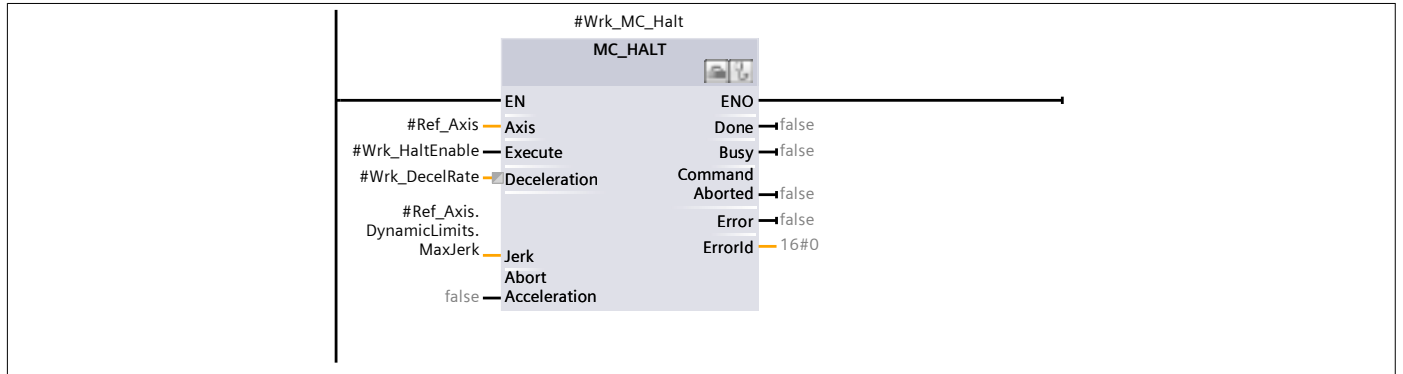 #Wrk_MC_Halt
MC_HALT
EN ENO
#Ref_Axis Axis Done false
#Wrk_HaltEnable Execute Busy false
#Wrk_DecelRate Deceleration Command
Aborted false
#Ref_Axis.
DynamicLimits.
MaxJerk Jerk
Error false
ErrorId 16#0
Abort
false Acceleration